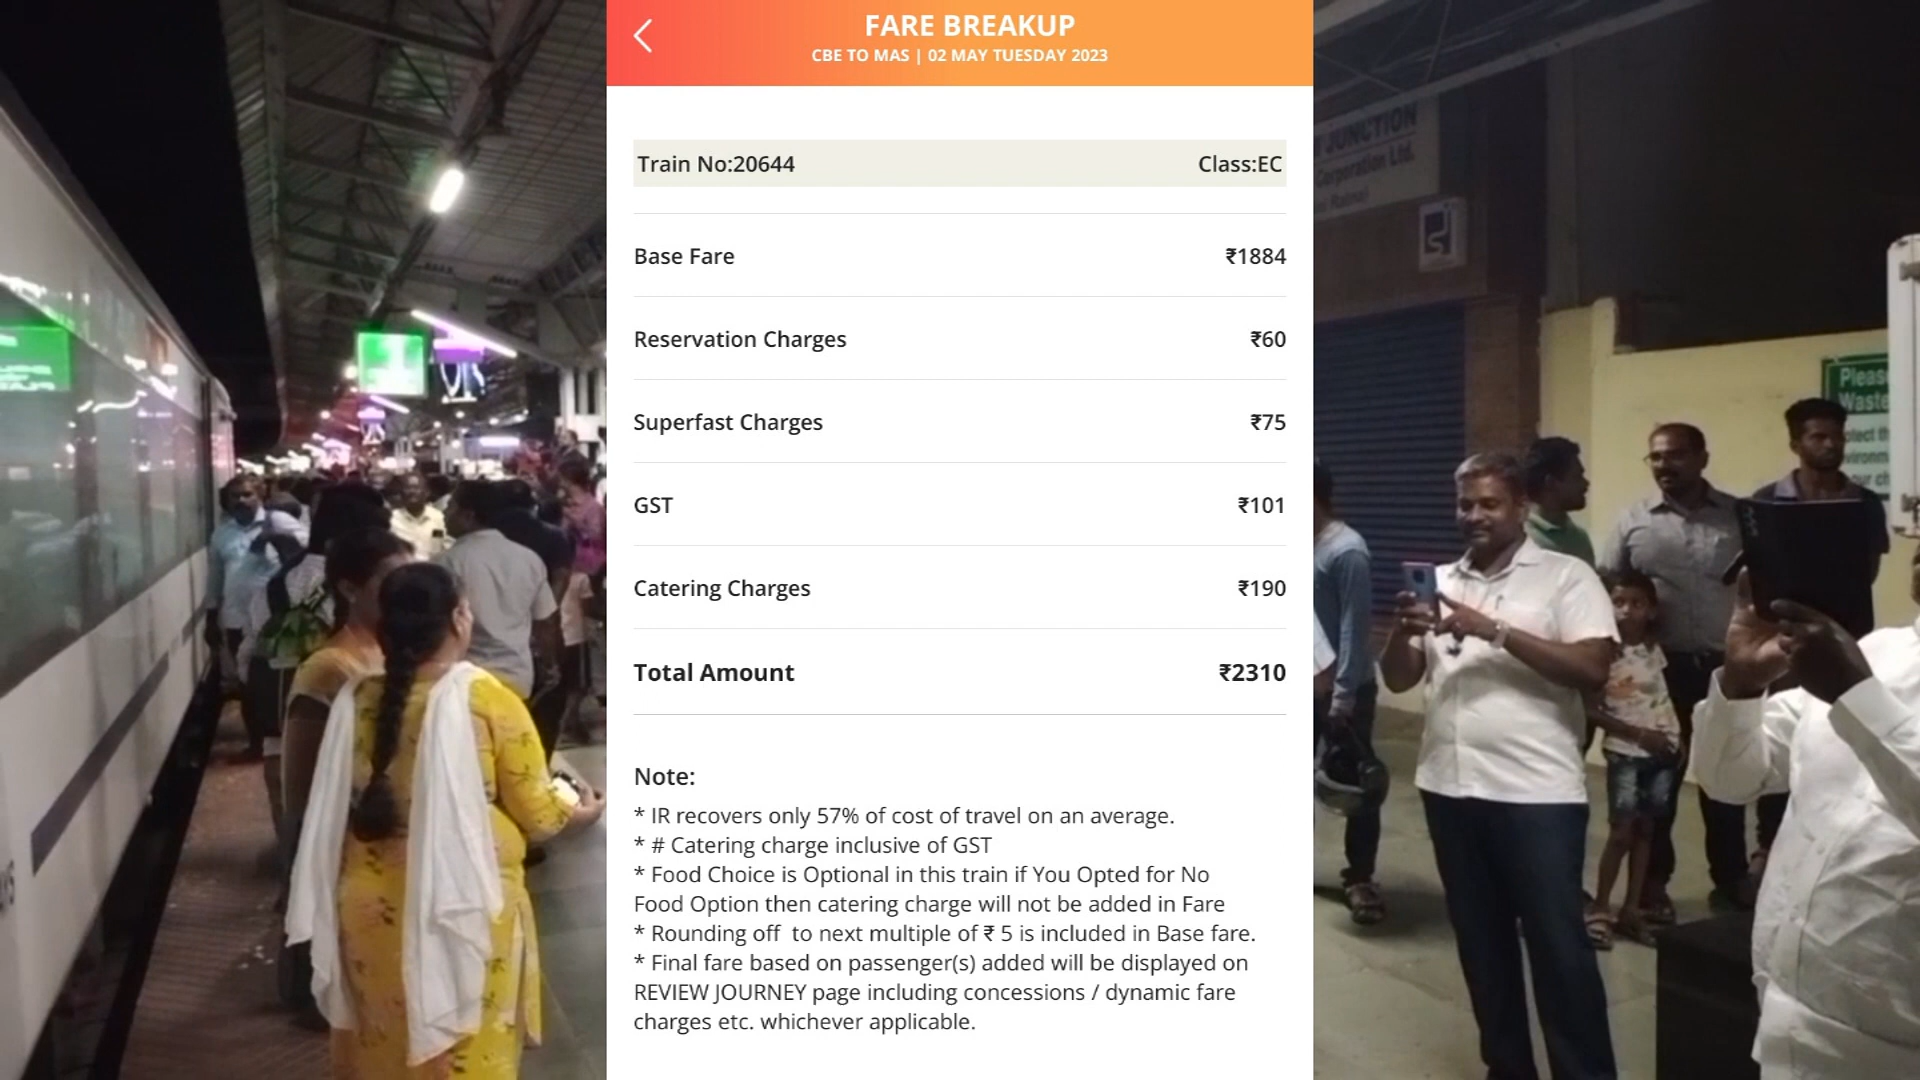 FARE BREAKUP
CBE TO MAS | 02 MAY TUESDAY 2023
Train No:20644 Class:EC
Base Fare ₹1884
Reservation Charges ₹60
Superfast Charges ₹75
GST ₹101
Catering Charges ₹190
Total Amount ₹2310
Note:
* IR recovers only 57% of cost of travel on an average.
* # Catering charge inclusive of GST
* Food Choice is Optional in this train if You Opted for No
Food Option then catering charge will not be added in Fare
* Rounding off to next multiple of ₹ 5 is included in Base fare.
* Final fare based on passenger(s) added will be displayed on
REVIEW JOURNEY page including concessions / dynamic fare
charges etc. whichever applicable.
JUNCTION
Corporation Ltd.
Please
Waste